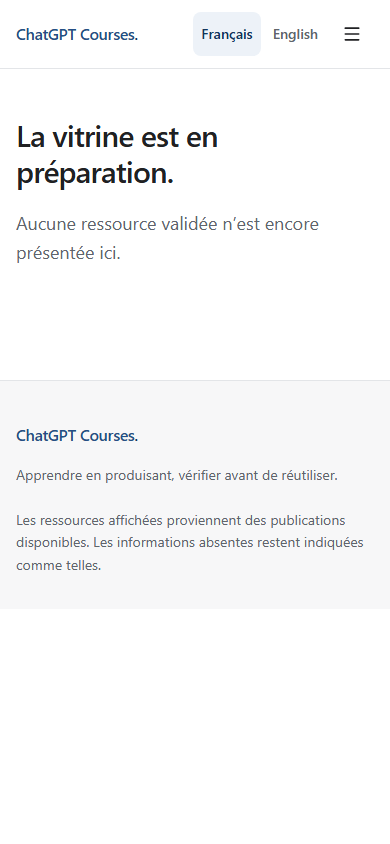 ChatGPT Courses.
Français
English
La vitrine est en
préparation.
Aucune ressource validée n’est encore
présentée ici.
ChatGPT Courses.
Apprendre en produisant, vérifier avant de réutiliser.
Les ressources affichées proviennent des publications
disponibles. Les informations absentes restent indiquées
comme telles.